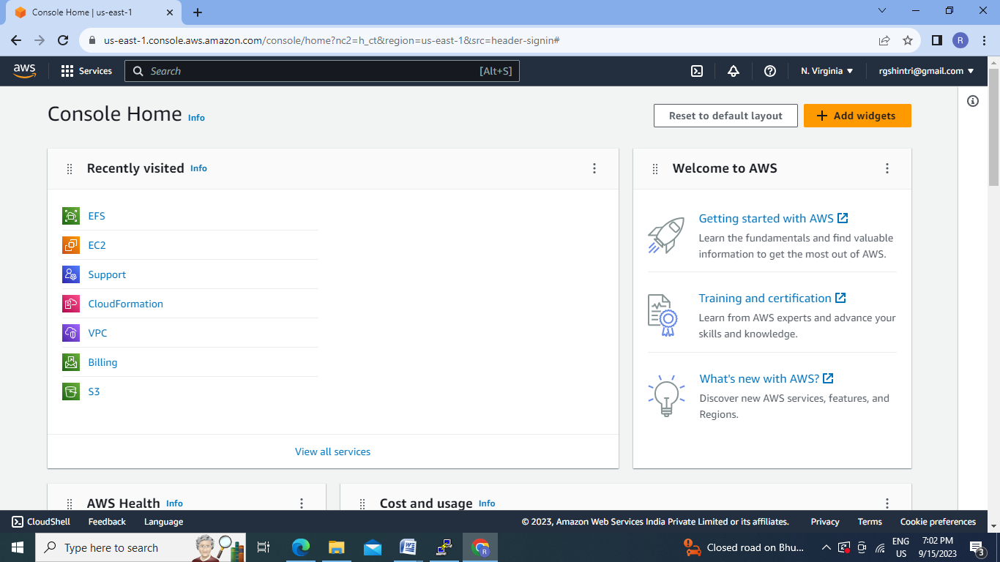 Console Home | us-east-1
us-east-1.console.aws.amazon.com/console/home?nc2=h_ct&region=us-east-1&src=header-signin#
R
aws
Services
Search
[Alt+S]
N. Virginia
rgshintri@gmail.com
Console Home Info
Reset to default layout
Add widgets
Recently visited Info
EFS
EC2
Support
CloudFormation
VPC
Billing
S3
View all services
Welcome to AWS
Getting started with AWS
Learn the fundamentals and find valuable
information to get the most out of AWS.
Training and certification
Learn from AWS experts and advance your
skills and knowledge.
What's new with AWS?
Discover new AWS services, features, and
Regions.
AWS Health Info
Cost and usage Info
CloudShell
Feedback
Language
© 2023, Amazon Web Services India Private Limited or its affiliates.
Privacy
Terms
Cookie preferences
Type here to search
W
R
Closed road on Bhu...
ENG
US
7:02 PM
9/15/2023
3